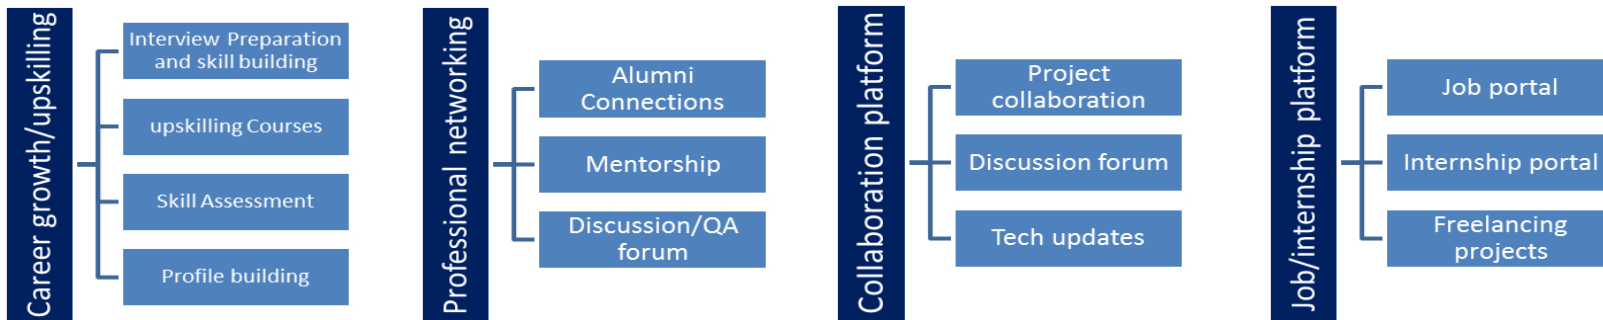 Career growth/upskilling
Interview Preparation
and skill building
upskilling Courses
Skill Assessment
Profile building
Professional networking
Alumni
Connections
Mentorship
Discussion/QA
forum
Collaboration platform
Project
collaboration
Discussion forum
Tech updates
Job/internship platform
Job portal
Internship portal
Freelancing
projects